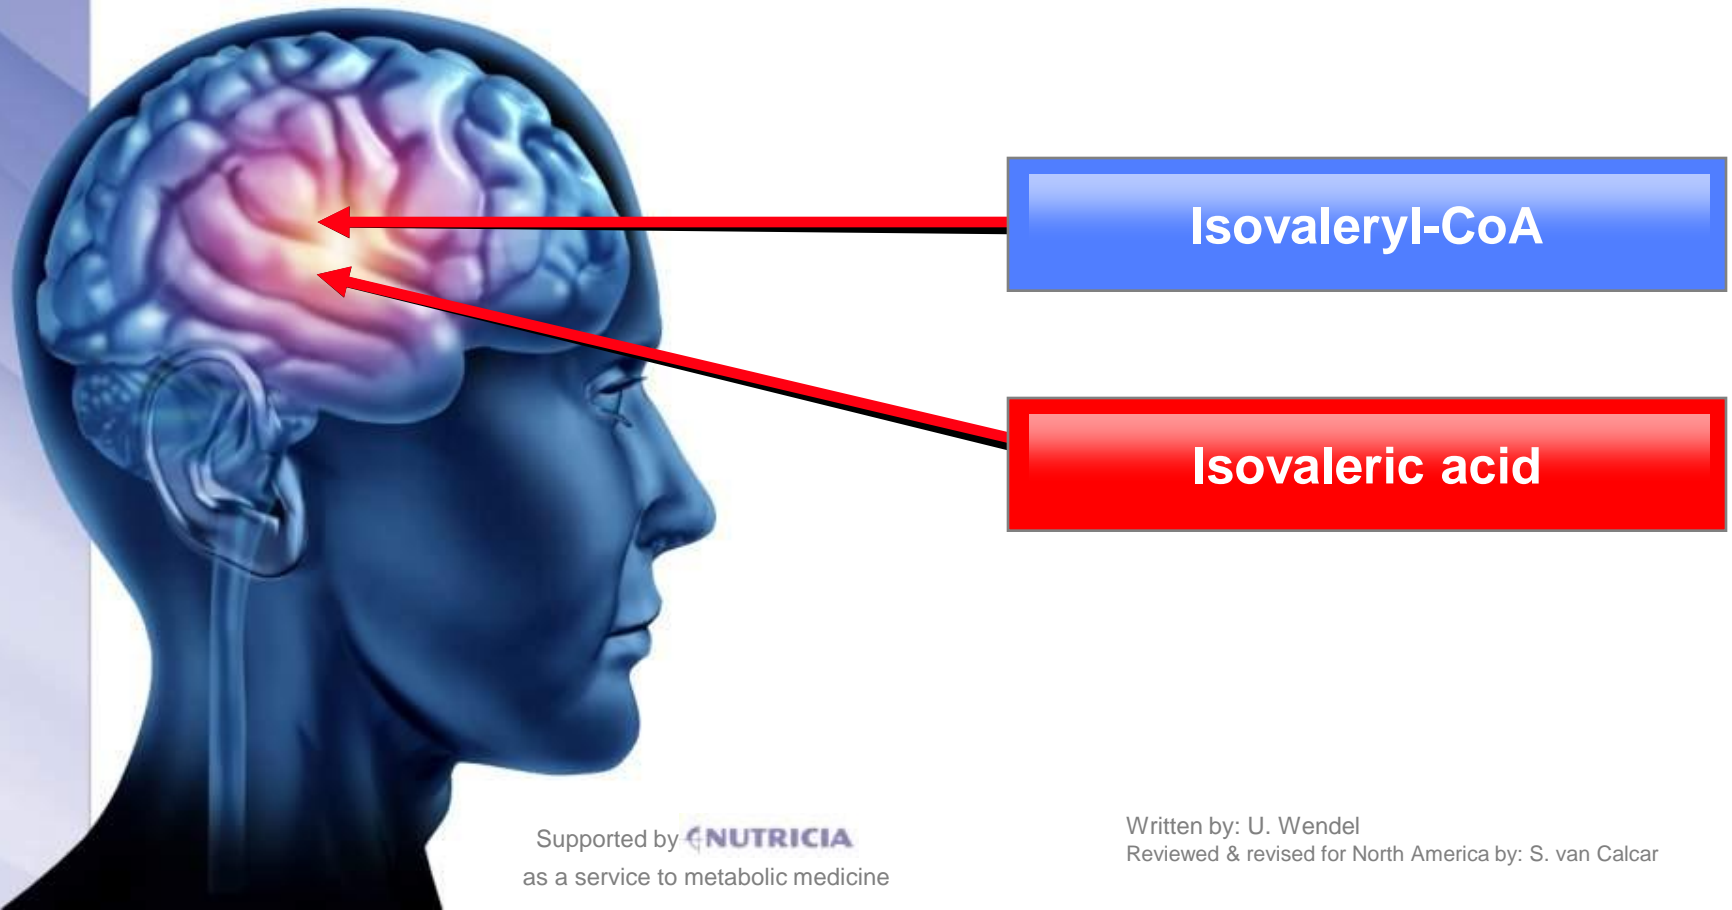 Isovaleryl-CoA
Isovaleric acid
Supported by NUTRICIA
as a service to metabolic medicine
Written by: U. Wendel
Reviewed & revised for North America by: S. van Calcar